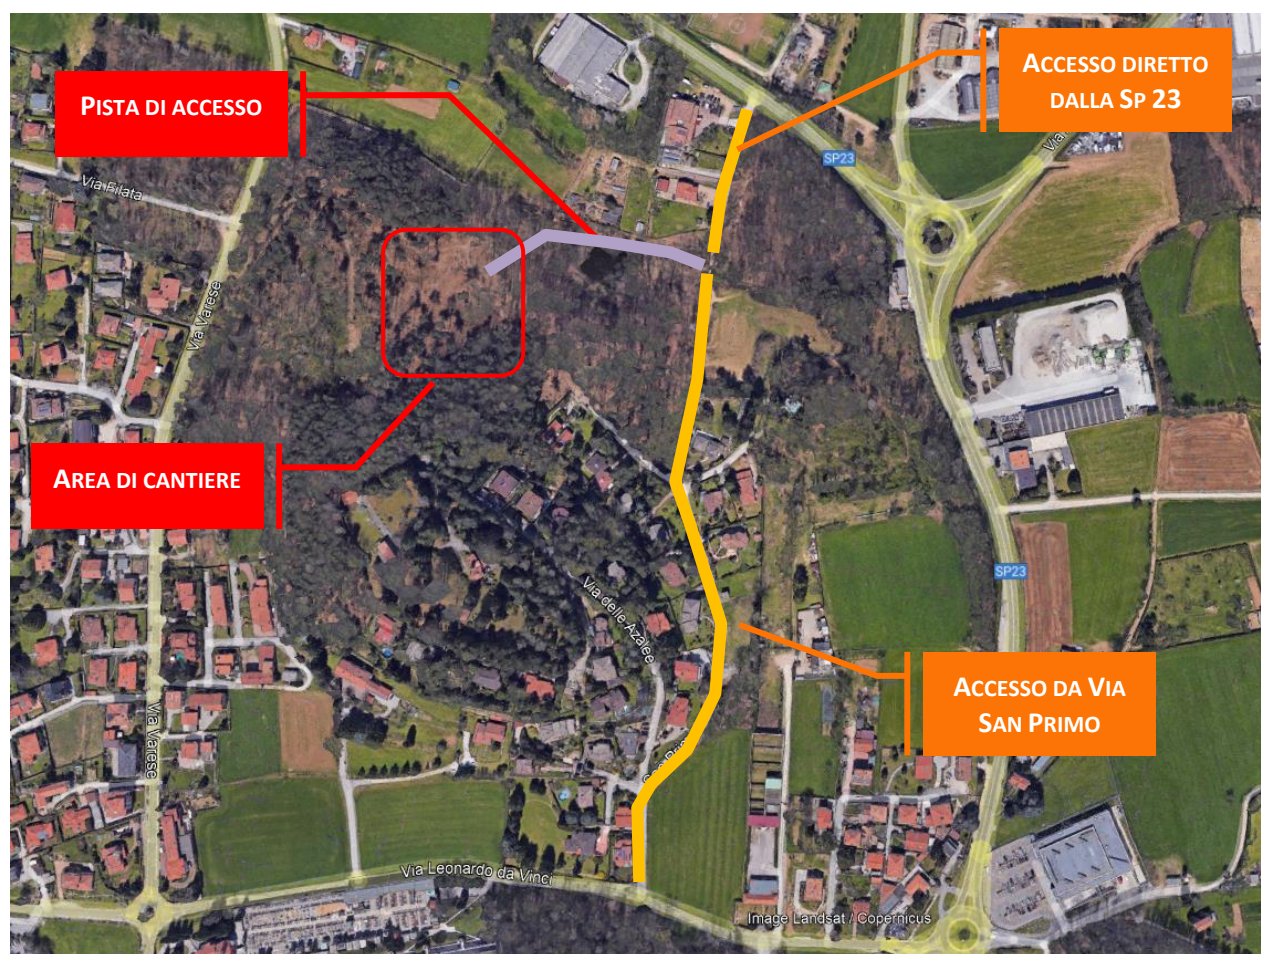 PISTA DI ACCESSO
ACCESSO DIRETTO
DALLA SP 23
SP23
Via Filata
Via Varese
AREA DI CANTIERE
SP23
Via delle Azalee
ACCESSO DA VIA
SAN PRIMO
Via Varese
Via Leonardo da Vinci
Image Landsat / Copernicus